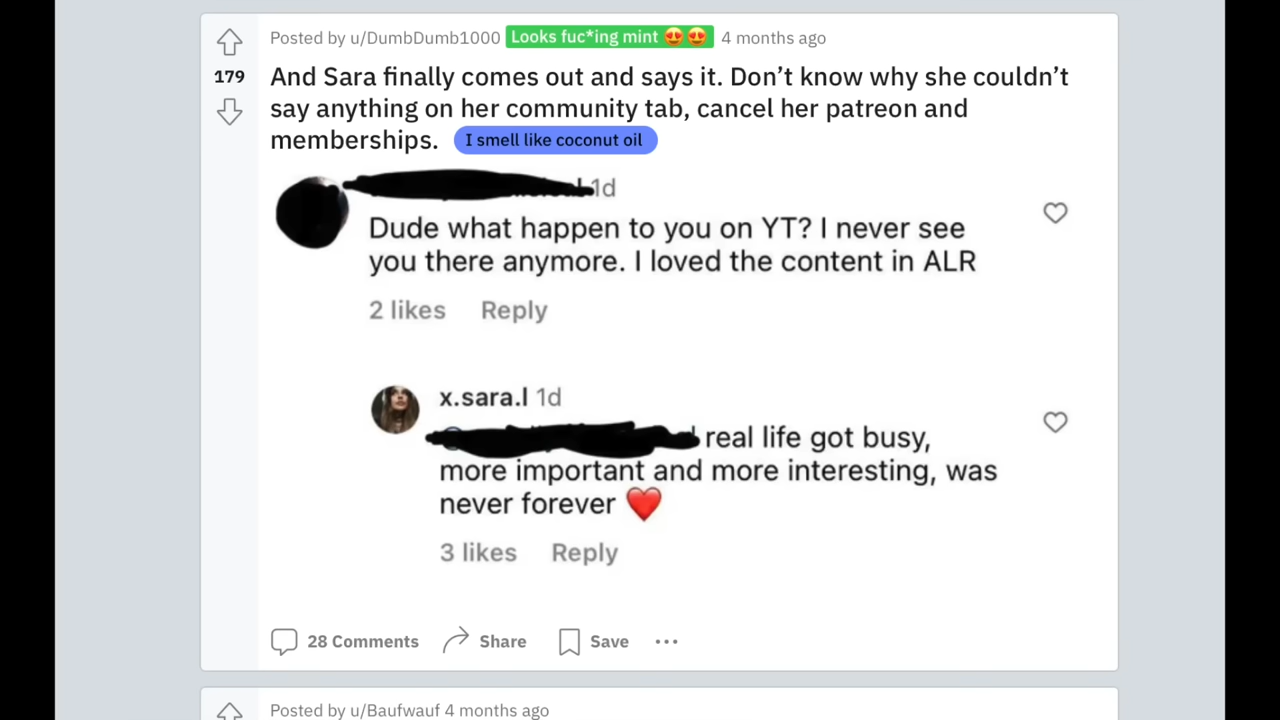 Posted by u/DumbDumb1000 Looks fuc*ing mint 😍😍 4 months ago
179
And Sara finally comes out and says it. Don’t know why she couldn’t
say anything on her community tab, cancel her patreon and
memberships. I smell like coconut oil
1d
Dude what happen to you on YT? I never see
you there anymore. I loved the content in ALR
2 likes Reply
x.sara.l 1d
real life got busy,
more important and more interesting, was
never forever ❤️
3 likes Reply
28 Comments Share Save •••
Posted by u/Baufwauf 4 months ago